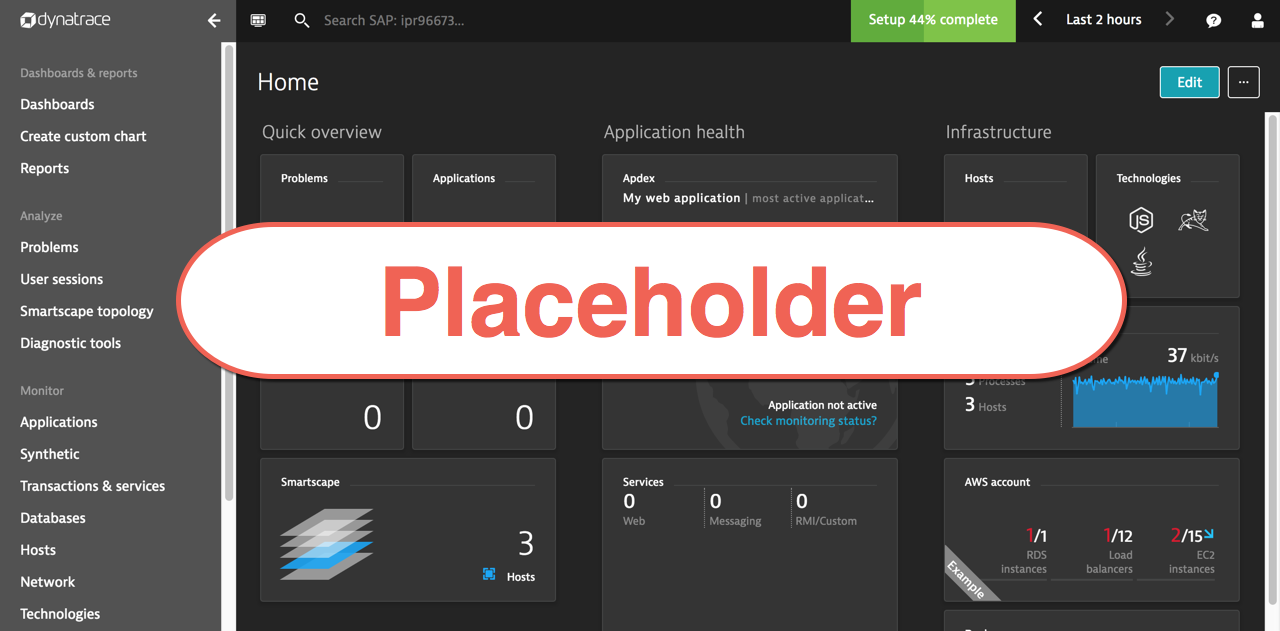 dynatrace
Search SAP: ipr96673...
Setup 44% complete
Last 2 hours
Dashboards & reports
Dashboards
Create custom chart
Reports
Analyze
Problems
User sessions
Smartscape topology
Diagnostic tools
Monitor
Applications
Synthetic
Transactions & services
Databases
Hosts
Network
Technologies
Home
Edit
...
Quick overview
Application health
Infrastructure
Problems
Applications
Apdex
My web application | most active applicat...
Hosts
Technologies
JS
Placeholder
37 kbit/s
Processes
3 Hosts
0
0
Application not active
Check monitoring status?
Smartscape
3
Hosts
Services
0
Web
0
Messaging
0
RMI/Custom
AWS account
1/1
RDS
instances
1/12
Load
balancers
2/15
EC2
instances
Example